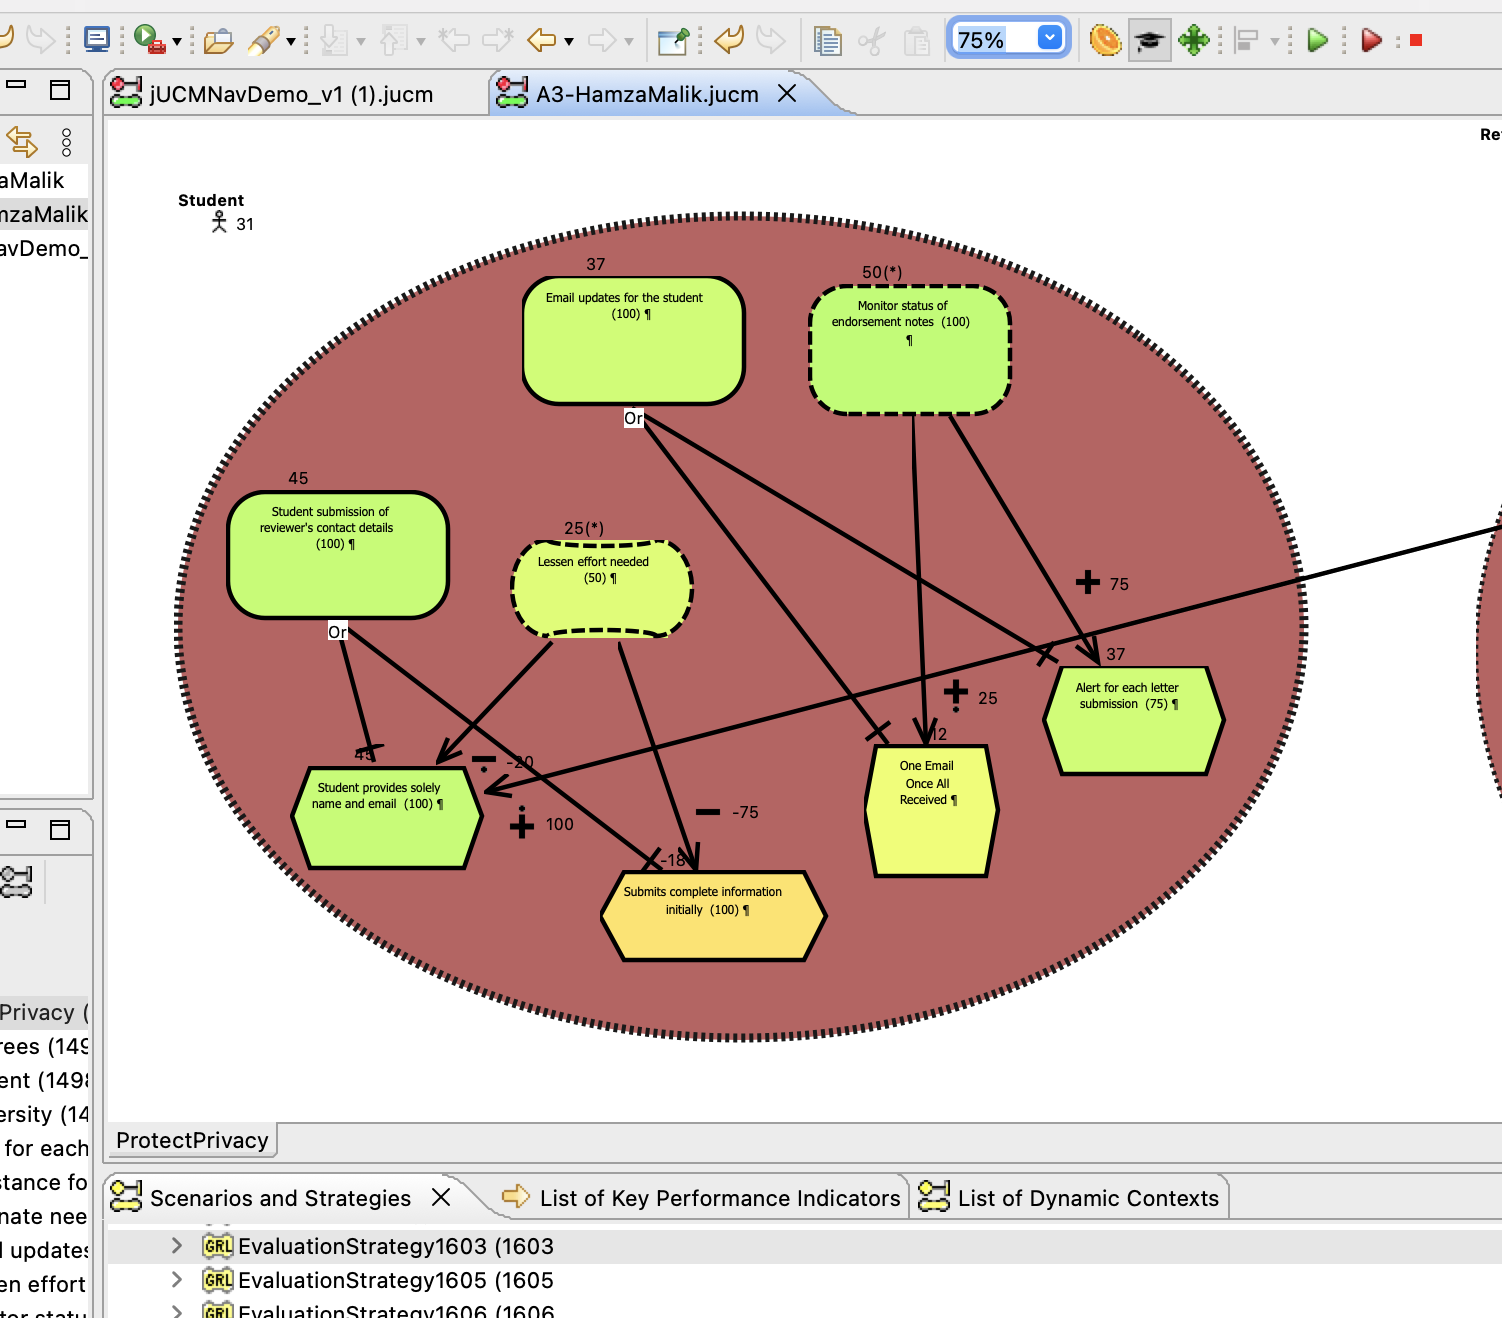 75%
jUCMNavDemo_v1 (1).jucm
A3-HamzaMalik.jucm
aMalik
nzaMalik
avDemo_
Student
31
37
Email updates for the student
(100) ¶
50(*)
Monitor status of
endorsement notes (100)
¶
Or
45
Student submission of
reviewer's contact details
(100) ¶
25(*)
Lessen effort needed
(50) ¶
Or
+ 75
37
Alert for each letter
submission (75) ¶
25
12
One Email
Once All
Received ¶
45
-20
Student provides solely
name and email (100) ¶
100
-75
-18
Submits complete information
initially (100) ¶
Privacy (
rees (149
ent (1498
ersity (14
for each
stance fo
nate nee
l updates
en effort
ProtectPrivacy
Scenarios and Strategies
List of Key Performance Indicators
List of Dynamic Contexts
GRL EvaluationStrategy1603 (1603
GRL EvaluationStrategy1605 (1605
GRL EvaluationStrategy1606 (1606